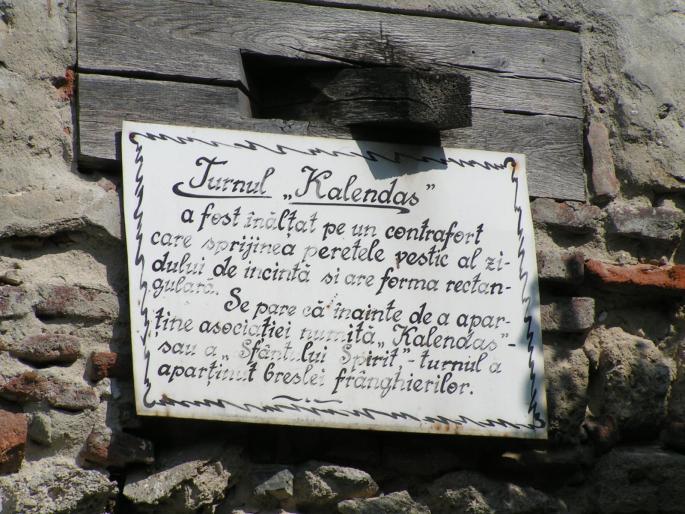 Turnul „Kalendas”
a fost înălțat pe un contrafort
care sprijinea peretele vestic al zi-
dului de incintă si are forma rectan-
gulară.
Se pare că înainte de a apar-
ține asociației numită „Kalendas”-
sau a „Sfântului Spirit” turnul a
aparținut breslei frânghierilor.